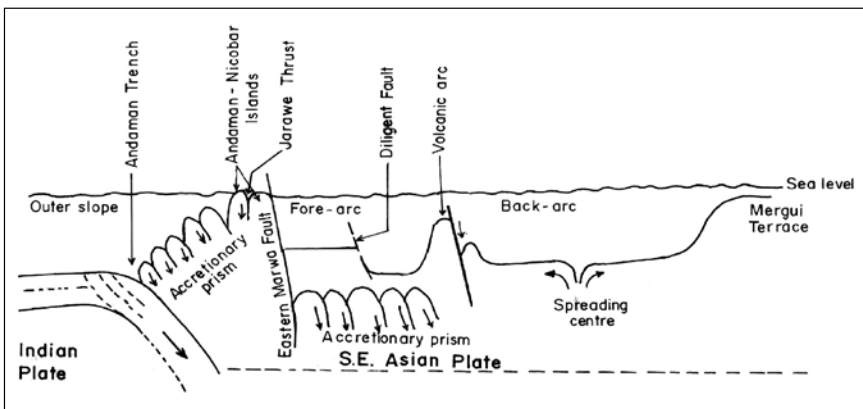 Andaman Trench
Andaman - Nicobar
Islands
Jarawe Thrust
Diligent Fault
Volcanic arc
Sea level
Outer slope
Fore-arc
Back-arc
Mergui
Terrace
Accretionary
prism
Eastern Marwa Fault
Spreading
centre
Accretionary prism
S.E. Asian Plate
Indian
Plate